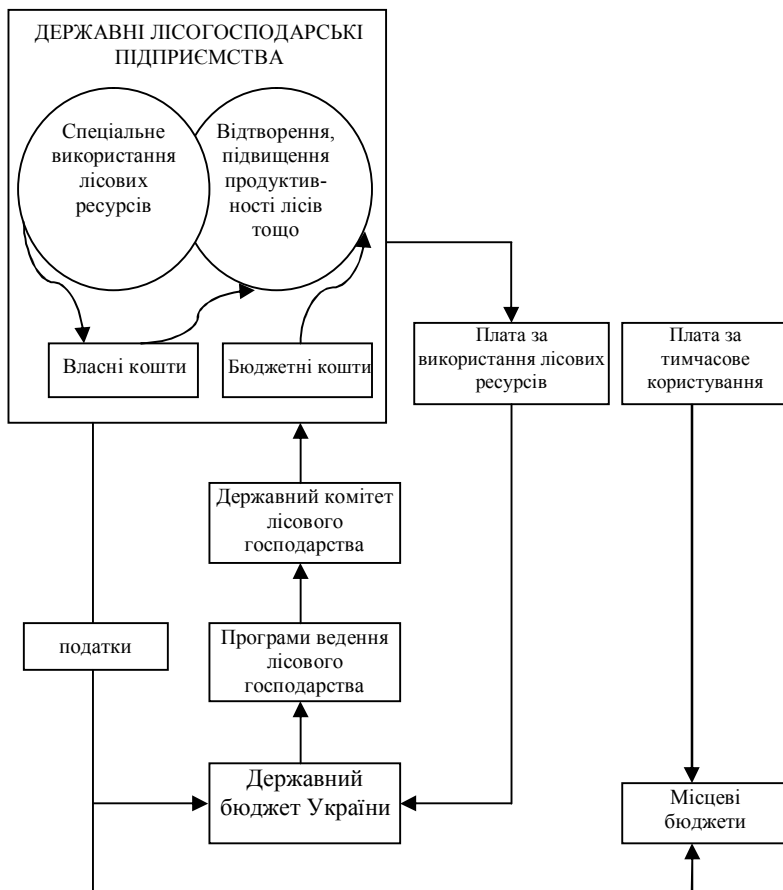 ДЕРЖАВНІ ЛІСОГОСПОДАРСЬКІ
ПІДПРИЄМСТВА
Спеціальне
використання
лісових
ресурсів
Відтворення,
підвищення
продуктив-
ності лісів
тощо
Власні кошти
Бюджетні кошти
Плата за
використання лісових
ресурсів
Плата за
тимчасове
користування
Державний комітет
лісового
господарства
податки
Програми ведення
лісового
господарства
Державний
бюджет України
Місцеві
бюджети